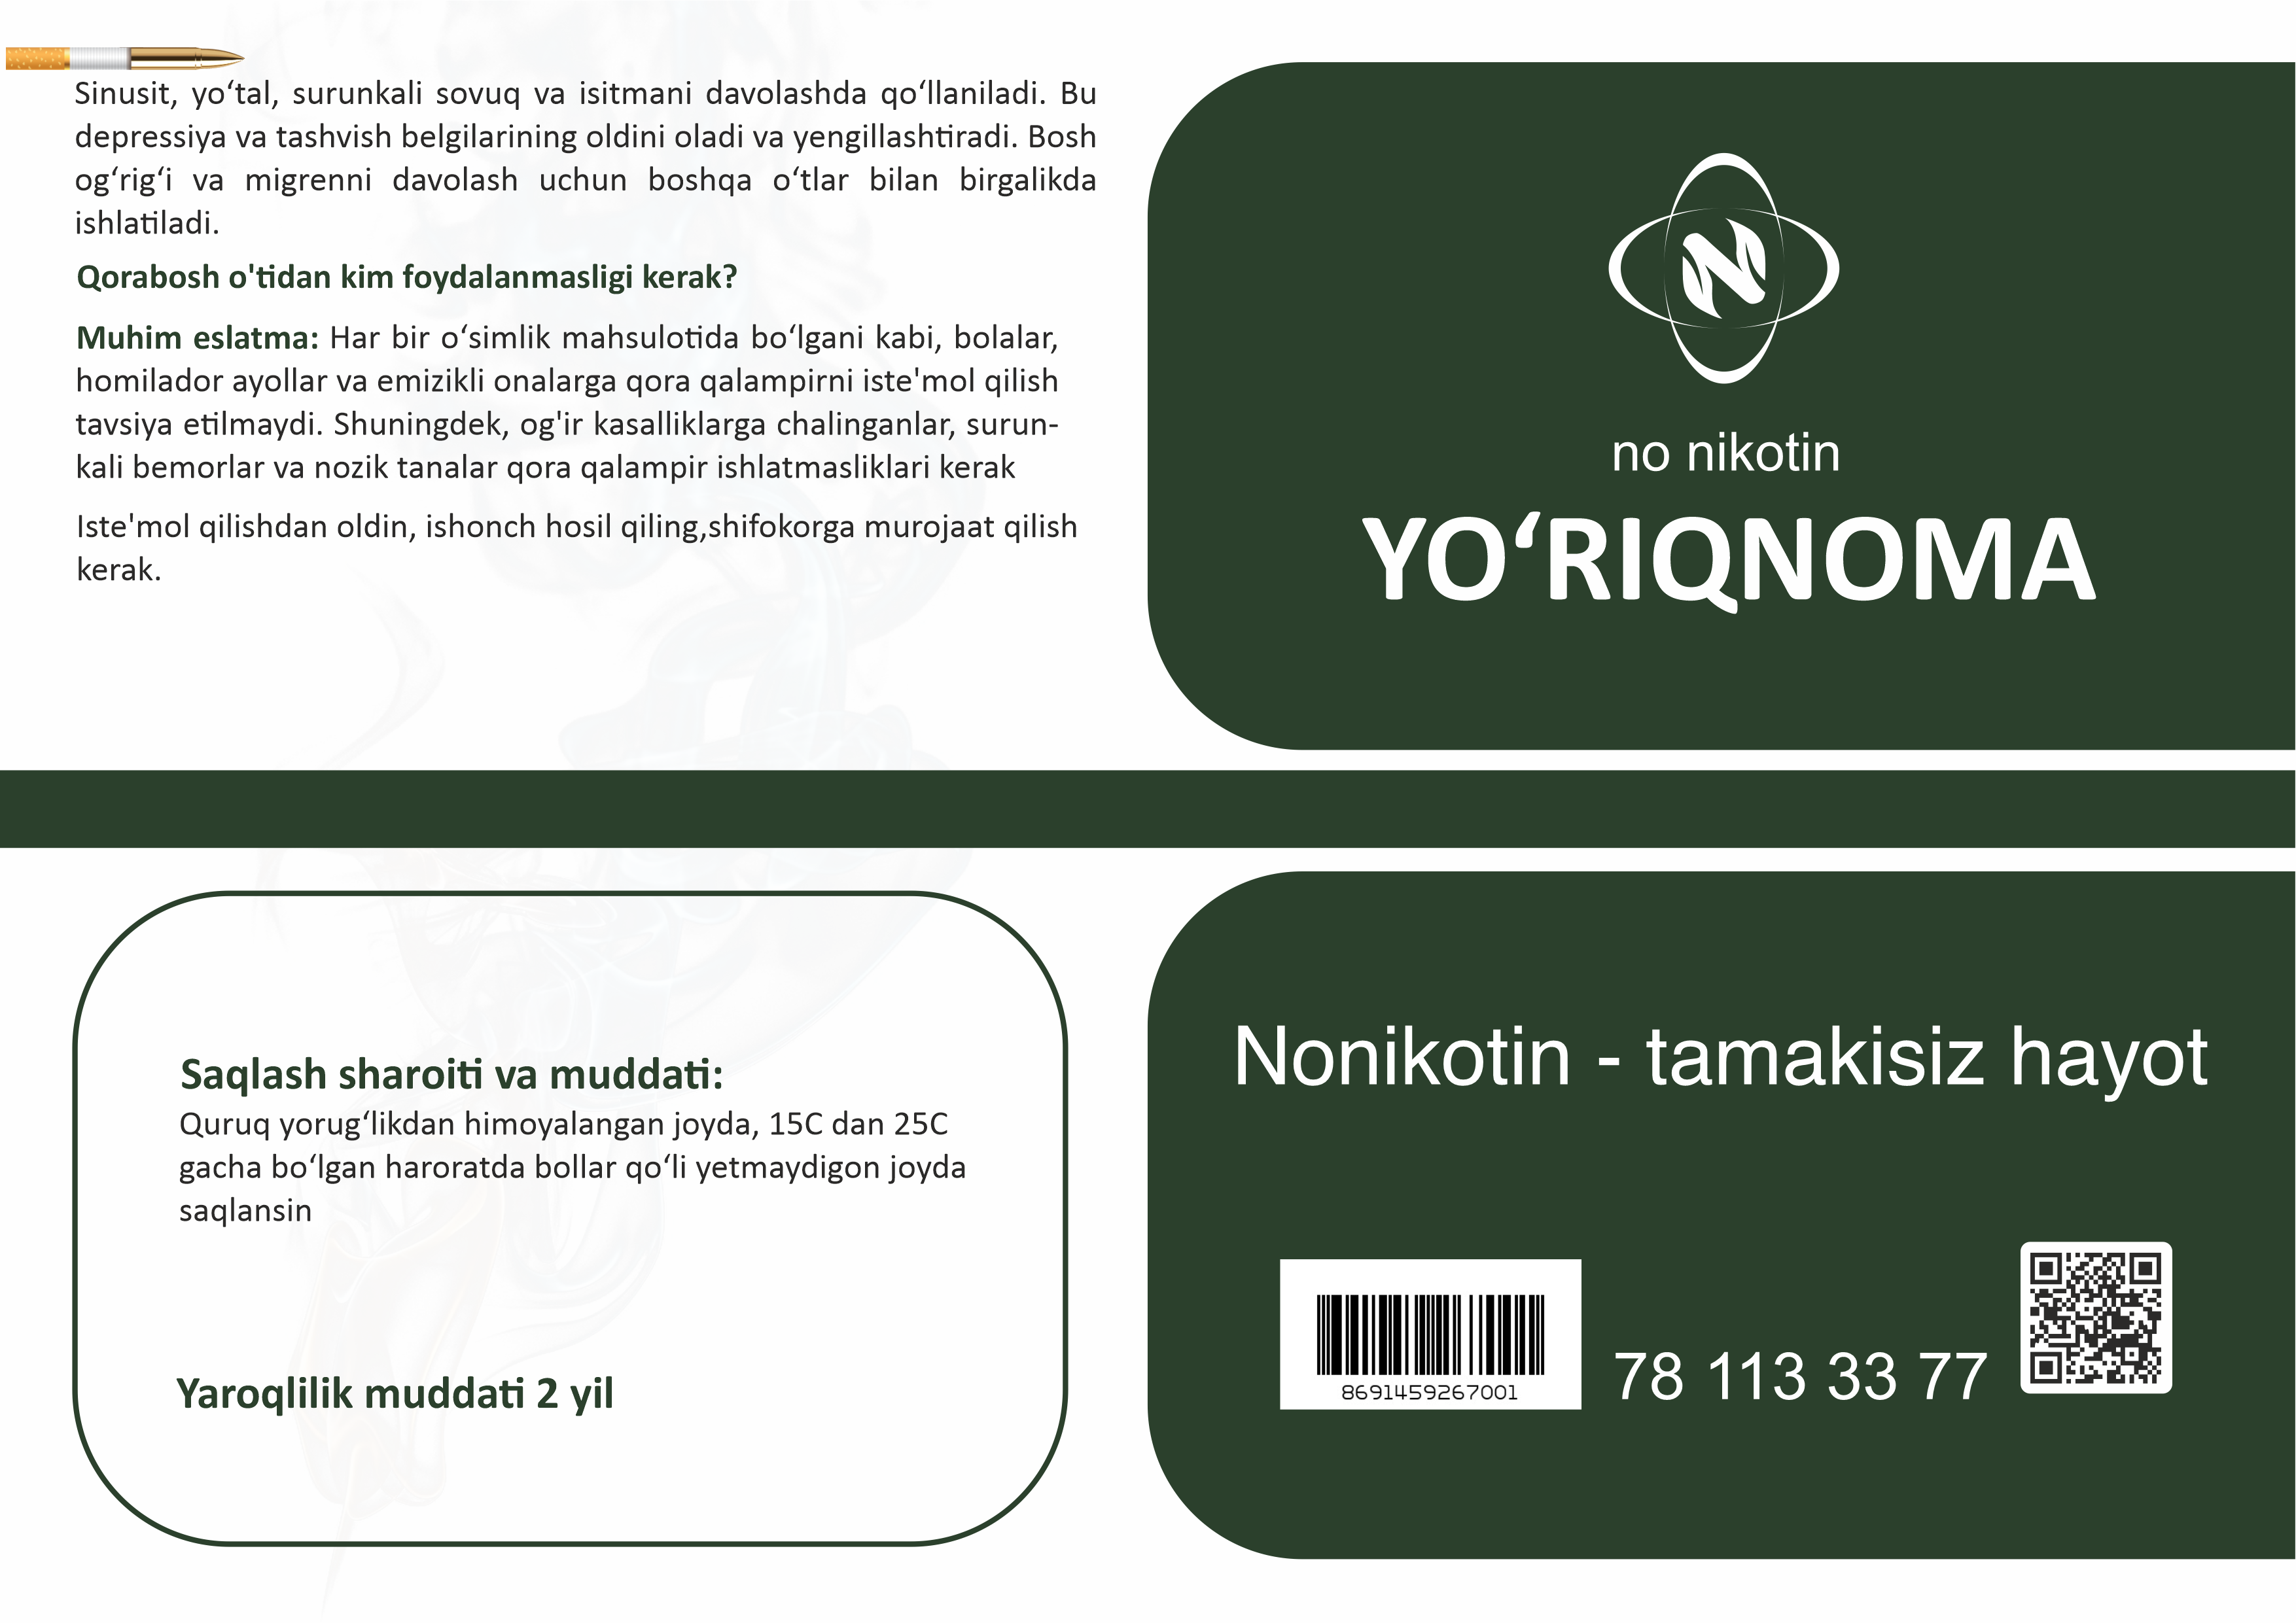 Sinusit, yo‘tal, surunkali sovuq va isitmani davolashda qo‘llaniladi. Bu
depressiya va tashvish belgilarining oldini oladi va yengillashtiradi. Bosh
og‘rig‘i va migrenni davolash uchun boshqa o‘tlar bilan birgalikda
ishlatiladi.
Qorabosh o'tidan kim foydalanmasligi kerak?
Muhim eslatma: Har bir o‘simlik mahsulotida bo‘lgani kabi, bolalar,
homilador ayollar va emizikli onalarga qora qalampirni iste'mol qilish
tavsiya etilmaydi. Shuningdek, og'ir kasalliklarga chalinganlar, surun-
kali bemorlar va nozik tanalar qora qalampir ishlatmasliklari kerak
Iste'mol qilishdan oldin, ishonch hosil qiling,shifokorga murojaat qilish
kerak.
N
no nikotin
YO‘RIQNOMA
Saqlash sharoiti va muddati:
Quruq yorug‘likdan himoyalangan joyda, 15C dan 25C
gacha bo‘lgan haroratda bollar qo‘li yetmaydigon joyda
saqlansin
Yaroqlilik muddati 2 yil
Nonikotin - tamakisiz hayot
8691459267001
78 113 33 77